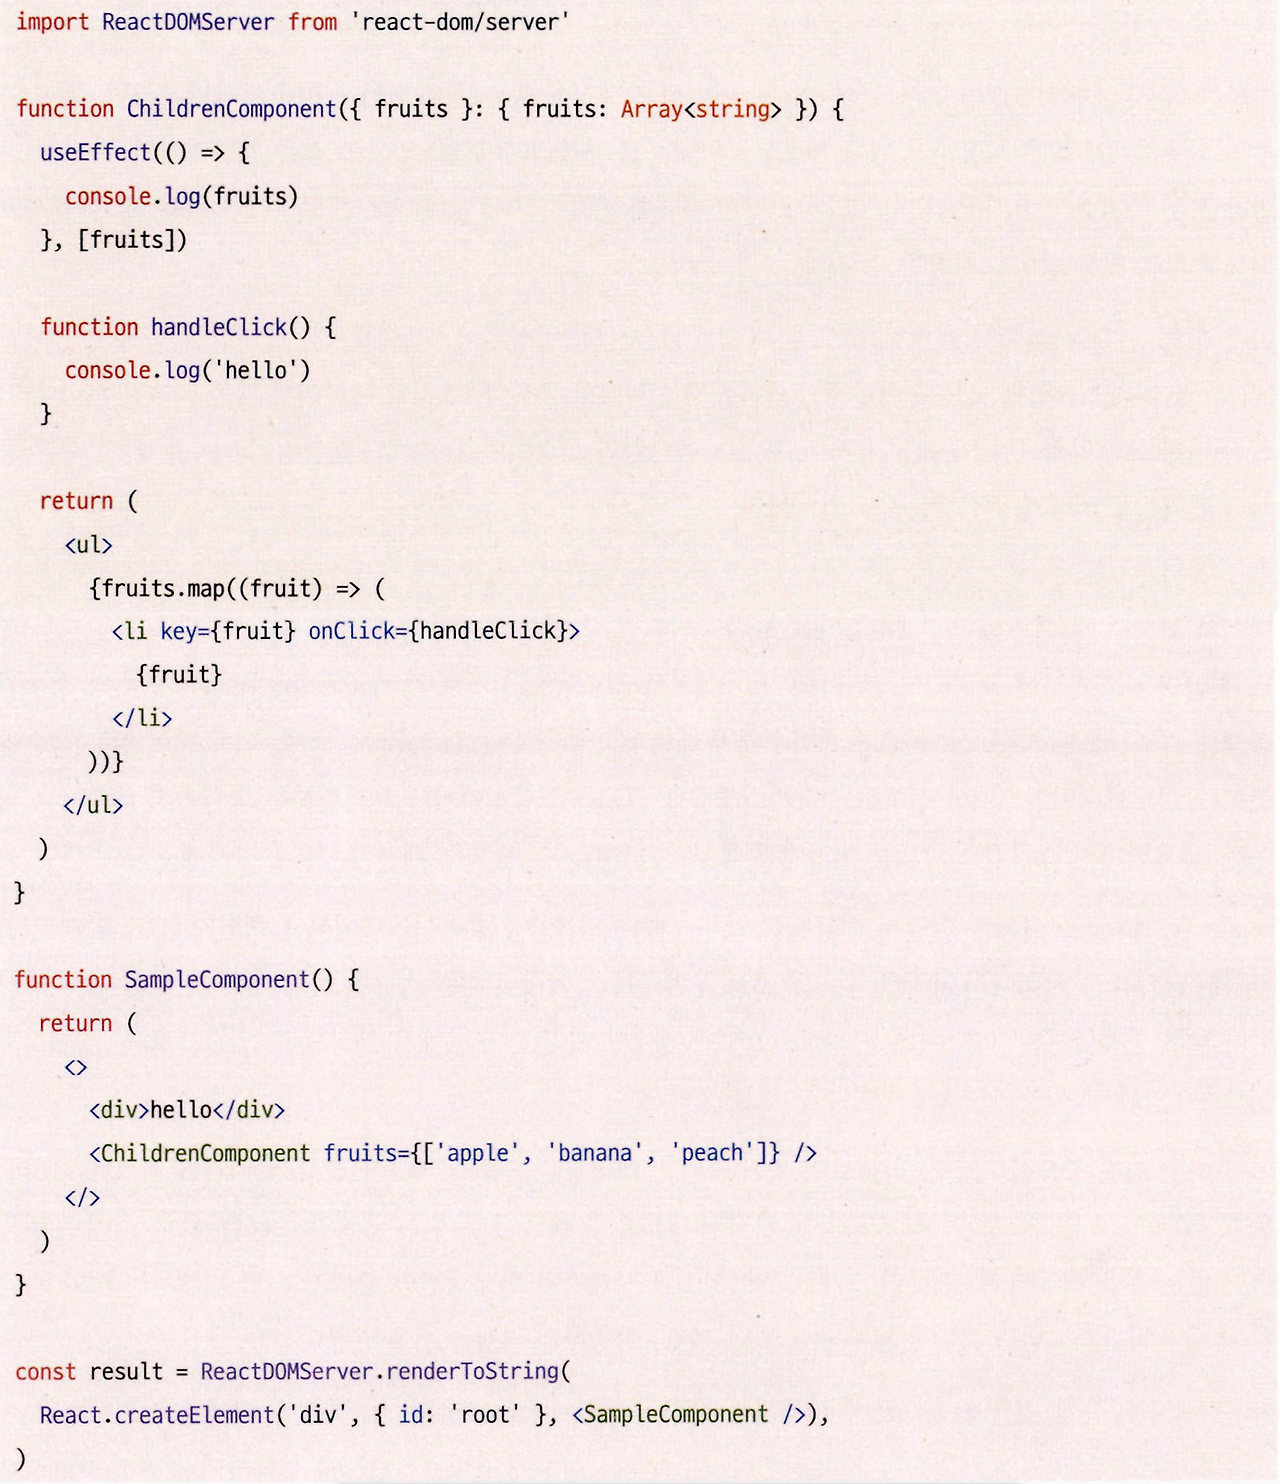 import ReactDOMServer from 'react-dom/server'

function ChildrenComponent({ fruits }: { fruits: Array<string> }) {
  useEffect(() => {
    console.log(fruits)
  }, [fruits])

  function handleClick() {
    console.log('hello')
  }

  return (
    <ul>
      {fruits.map((fruit) => (
        <li key={fruit} onClick={handleClick}>
          {fruit}
        </li>
      ))}
    </ul>
  )
}

function SampleComponent() {
  return (
    <>
      <div>hello</div>
      <ChildrenComponent fruits={['apple', 'banana', 'peach']} />
    </>
  )
}

const result = ReactDOMServer.renderToString(
  React.createElement('div', { id: 'root' }, <SampleComponent />),
)